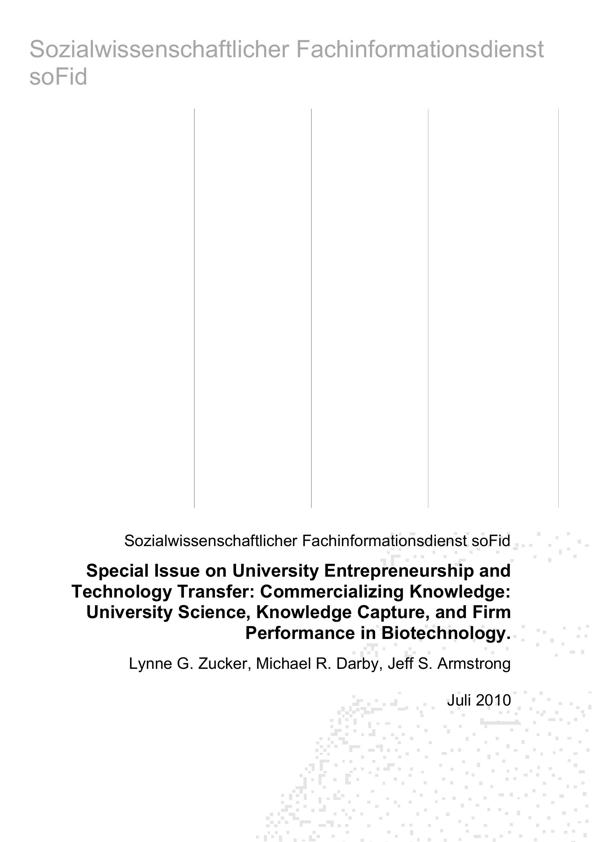 Sozialwissenschaftlicher Fachinformationsdienst
soFid
Sozialwissenschaftlicher Fachinformationsdienst soFid
Special Issue on University Entrepreneurship and
Technology Transfer: Commercializing Knowledge:
University Science, Knowledge Capture, and Firm
Performance in Biotechnology.
Lynne G. Zucker, Michael R. Darby, Jeff S. Armstrong
Juli 2010